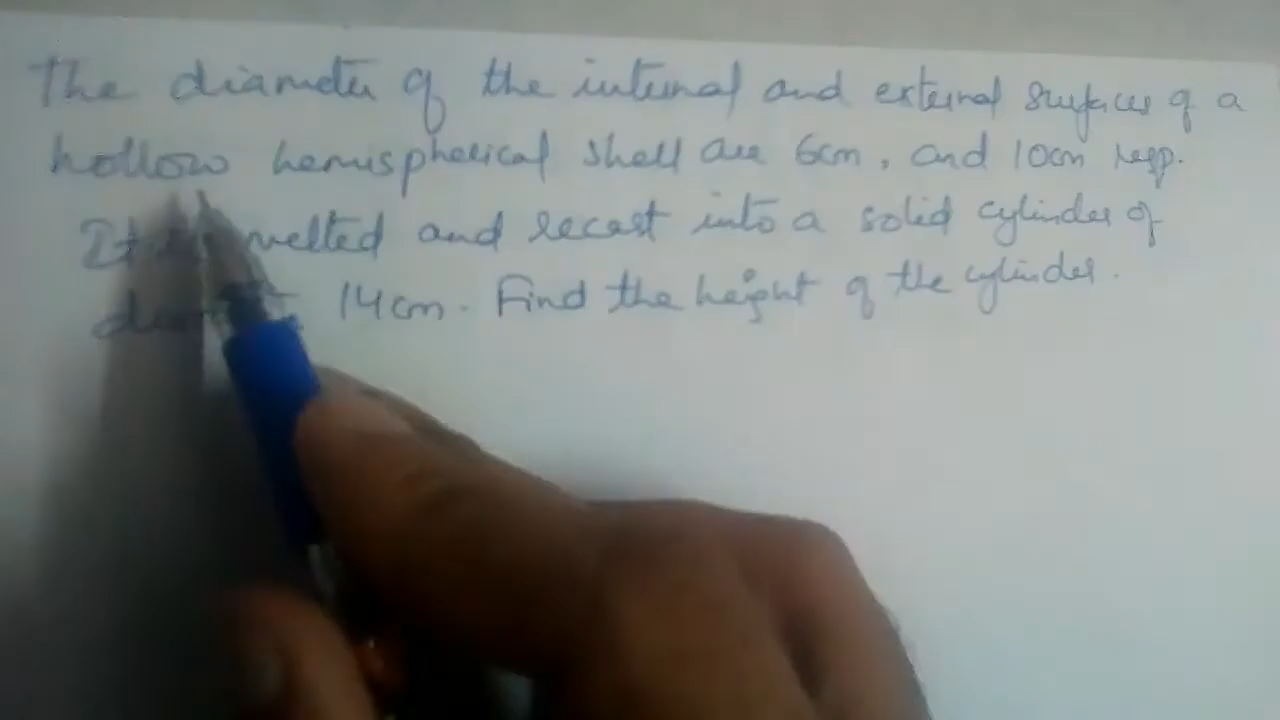 The diameter of the internal and external surfaces of a
hollow hemispherical shell are 6cm, and 10cm resp.
It melted and recast into a solid cylinder of
14cm. Find the height of the cylinder.